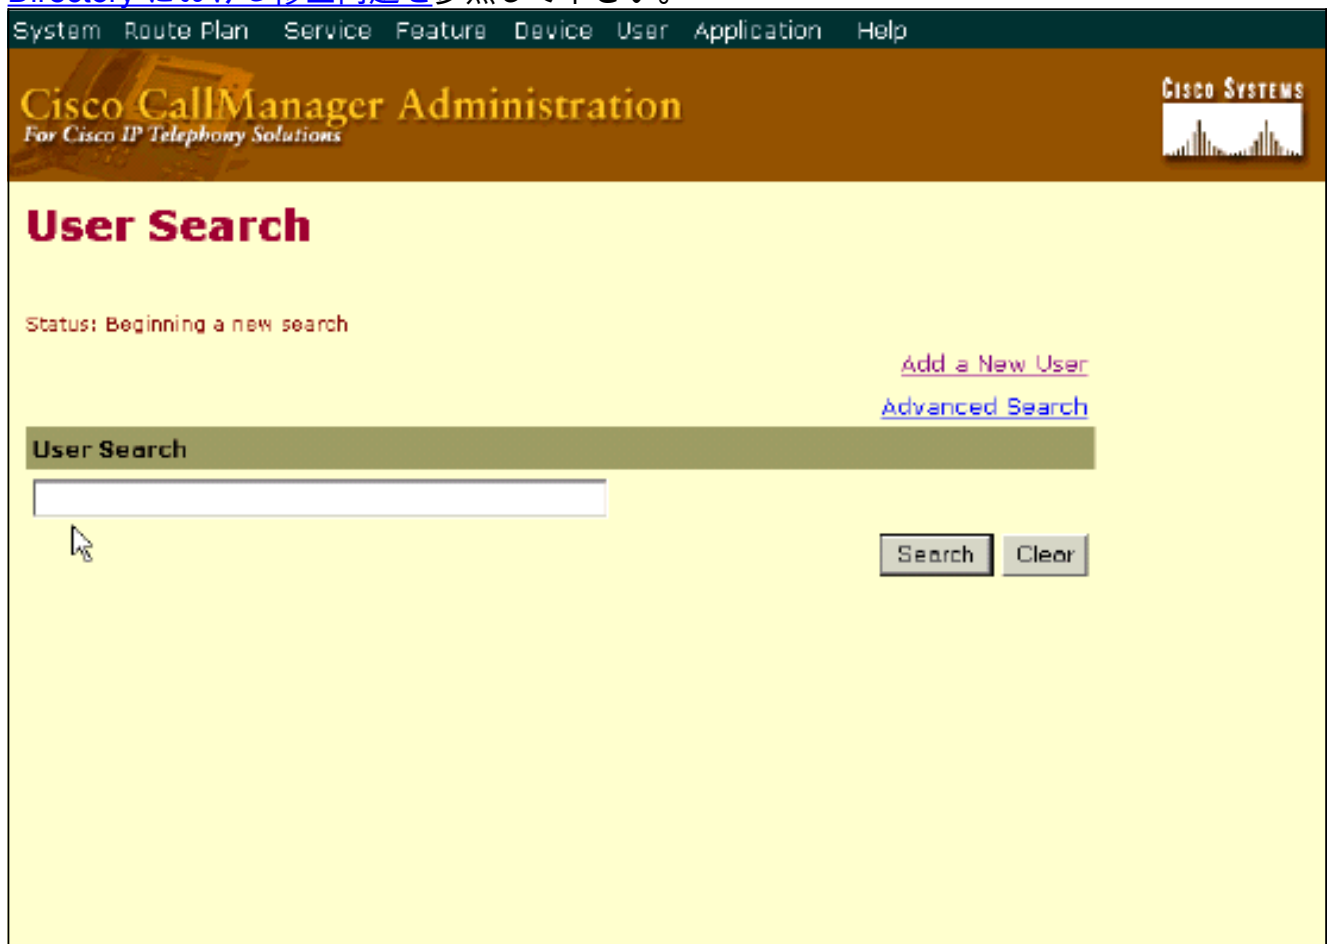 System Route Plan Service Feature Device User Application Help
Cisco CallManager Administration
For Cisco IP Telephony Solutions
CISCO SYSTEMS
User Search
Status: Beginning a new search
Add a New User
Advanced Search
User Search
Search Clear